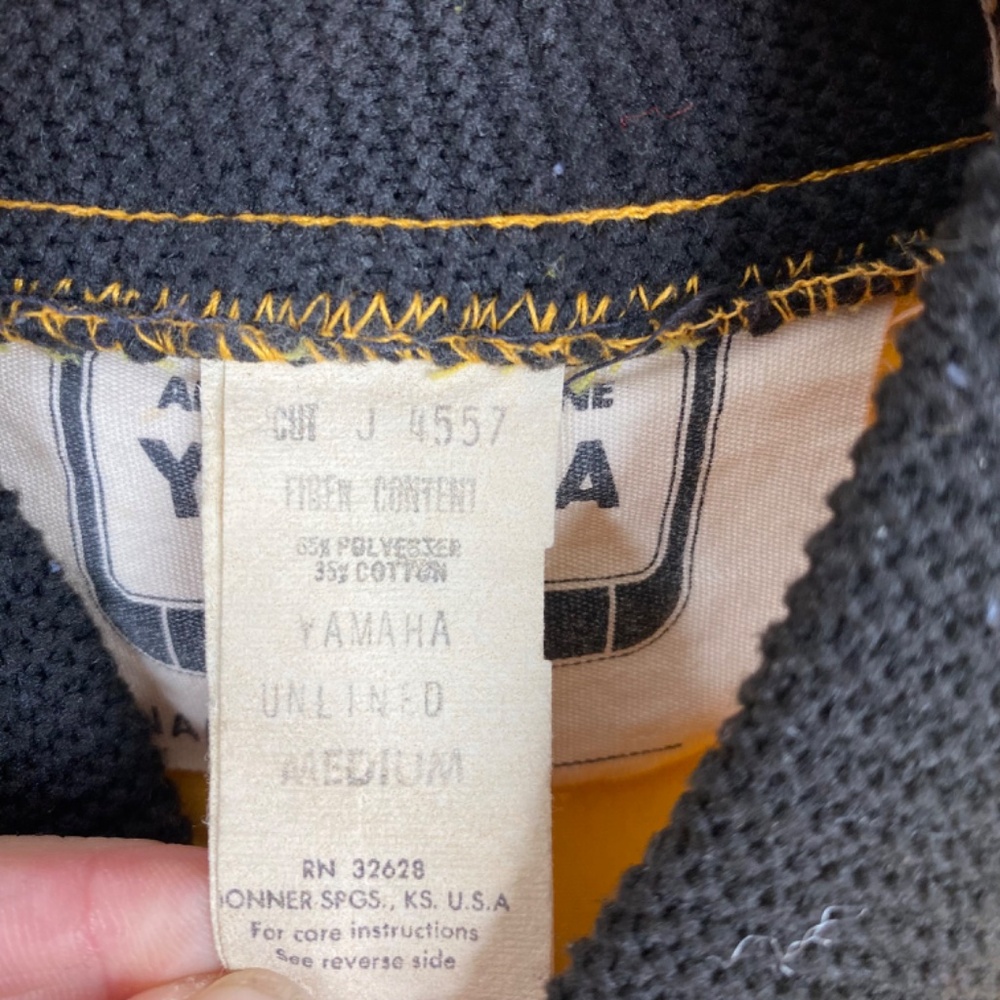 CUT J 4557
FIBER CONTENT
65% POLYESTER
35% COTTON
YAMAHA
UNLINED
MEDIUM
RN 32628
ONNER SPGS., KS. U.S.A
For care instructions
See reverse side